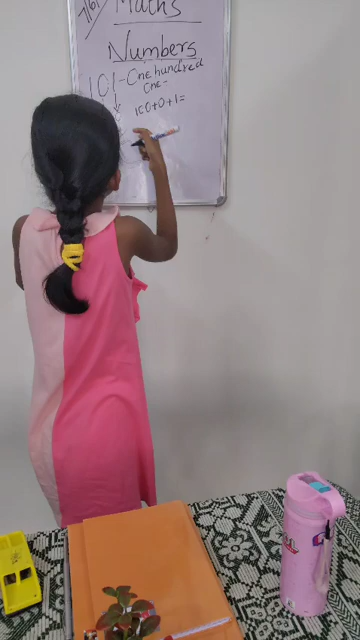 Maths
Numbers
101 - One hundred
One -
100+0+1=